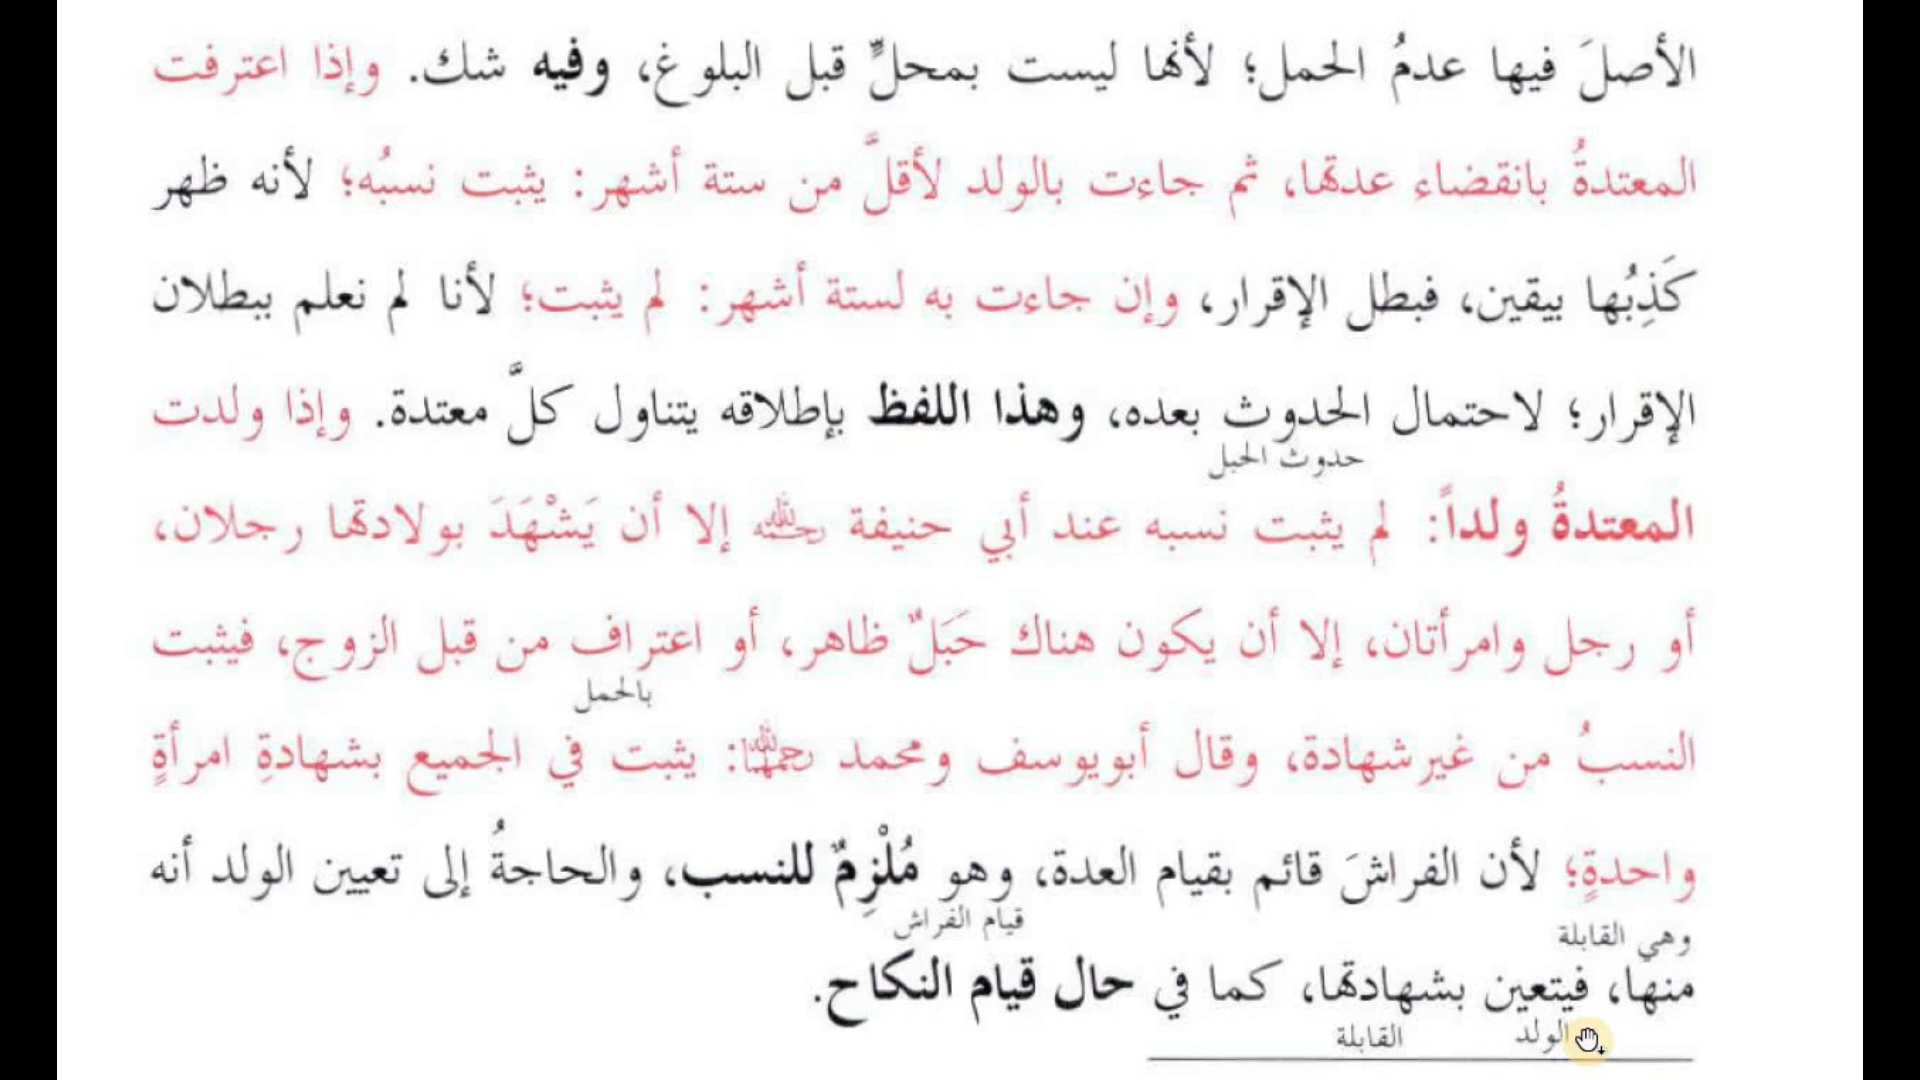 الأصلَ فيها عدمُ الحمل؛ لأنها ليست بمحلٍّ قبل البلوغ، وفيه شك. وإذا اعترفت
المعتدةُ بانقضاء عدتها، ثم جاءت بالولد لأقلَّ من ستة أشهر: يثبت نسبُه؛ لأنه ظهر
كَذِبُها بيقين، فبطل الإقرار، وإن جاءت به لستة أشهر: لم يثبت؛ لأنا لم نعلم ببطلان
الإقرار؛ لاحتمال الحدوث بعده، وهذا اللفظ بإطلاقه يتناول كلَّ معتدة. وإذا ولدت
حدوث الحبل
المعتدةُ ولداً: لم يثبت نسبه عند أبي حنيفة رحمه الله إلا أن يَشْهَدَ بولادتها رجلان،
أو رجل وامرأتان، إلا أن يكون هناك حَبَلٌ ظاهر، أو اعتراف من قبل الزوج، فيثبت
بالحمل
النسبُ من غيرشهادة، وقال أبويوسف ومحمد رحمهما الله: يثبت في الجميع بشهادةِ امرأةٍ
واحدةٍ؛ لأن الفراشَ قائم بقيام العدة، وهو مُلْزِمٌ للنسب، والحاجةُ إلى تعيين الولد أنه
وهي القابلة قيام الفراش
منها، فيتعين بشهادتها، كما في حال قيام النكاح.
الولد القابلة